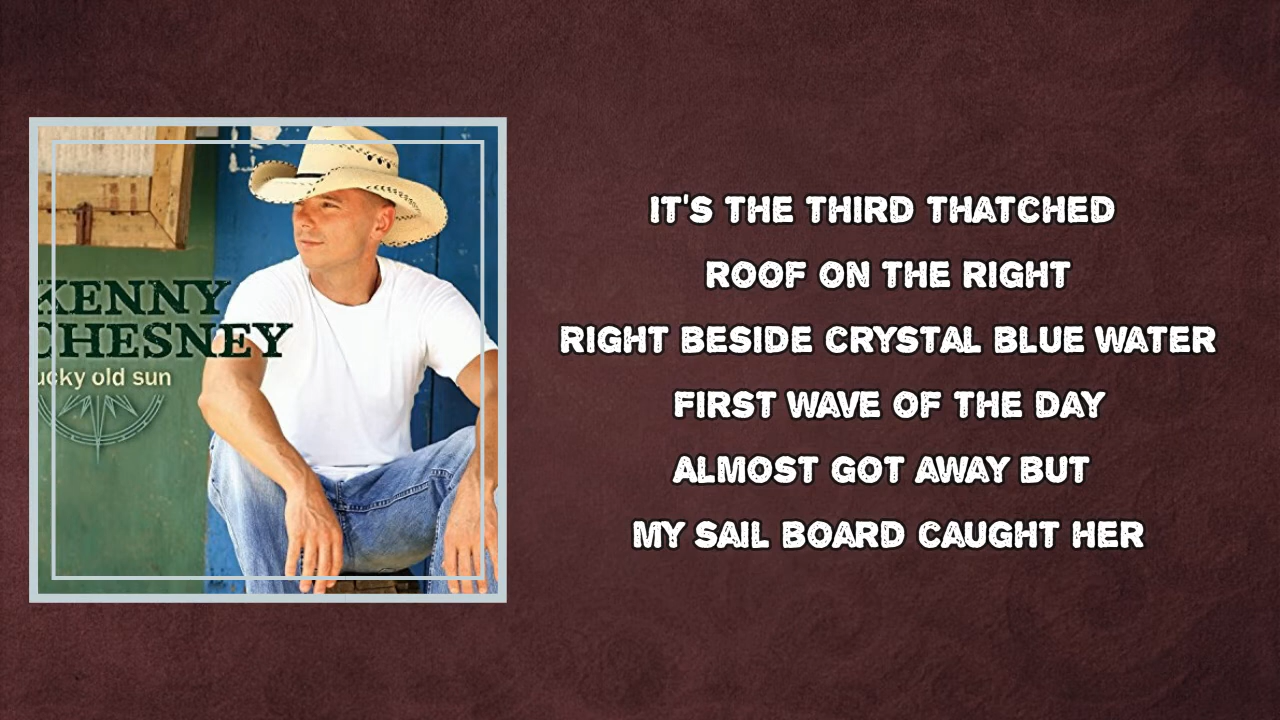 KENNY
CHESNEY
ucky old sun
IT'S THE THIRD THATCHED
ROOF ON THE RIGHT
RIGHT BESIDE CRYSTAL BLUE WATER
FIRST WAVE OF THE DAY
ALMOST GOT AWAY BUT
MY SAIL BOARD CAUGHT HER